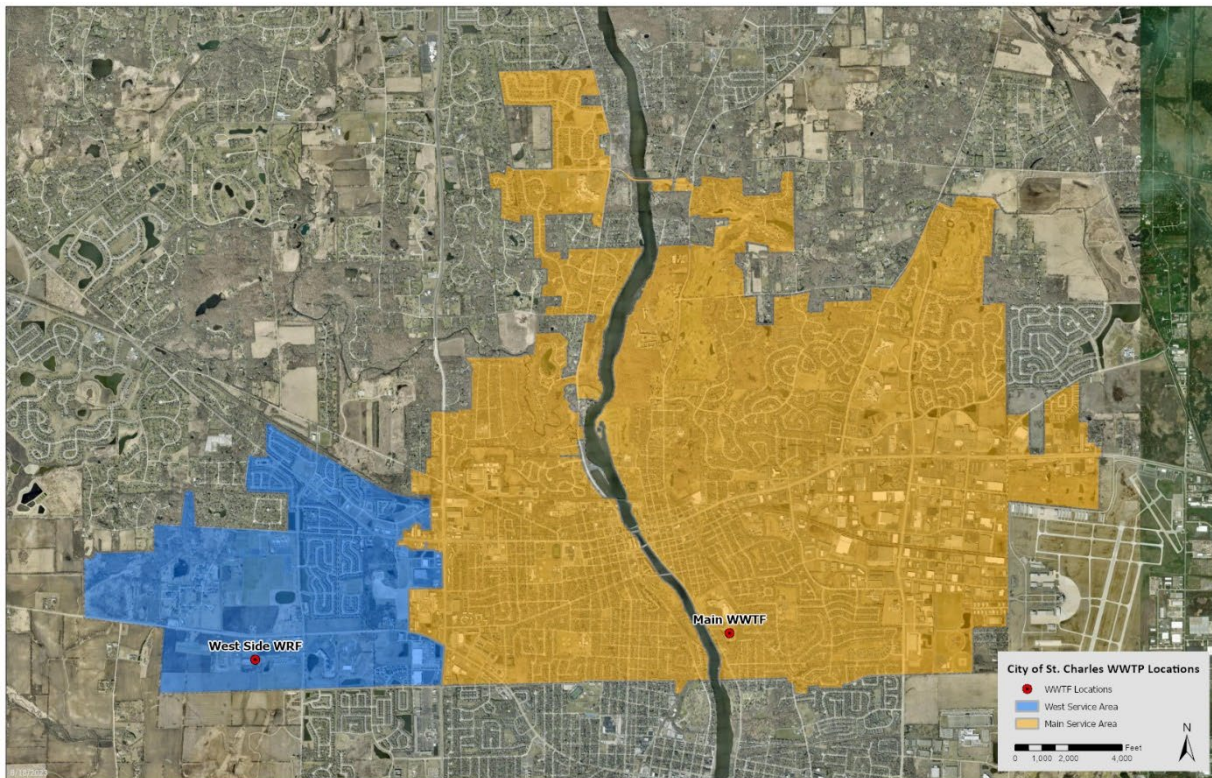 West Side WRF
Main WWTF
City of St. Charles WWTP Locations
WWTF Locations
West Service Area
Main Service Area
N
Feet
0 1,000 2,000 4,000